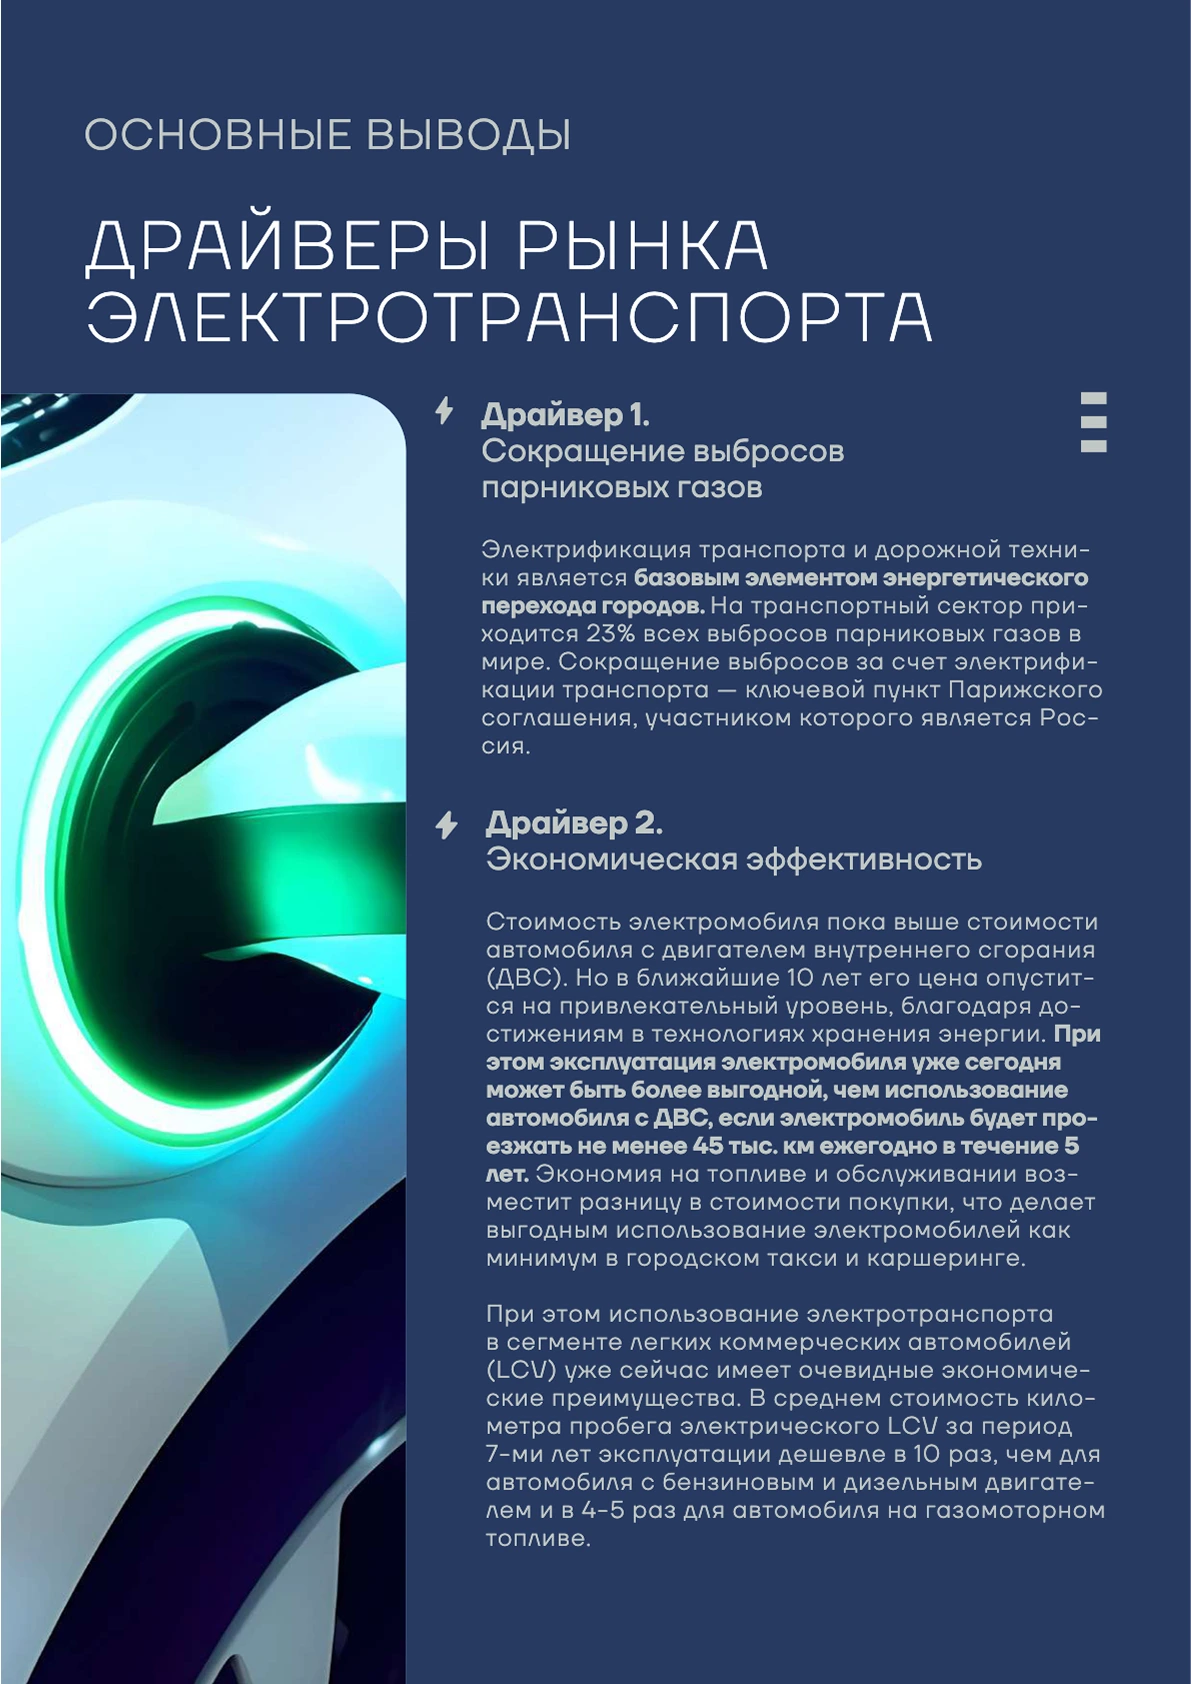 ОСНОВНЫЕ ВЫВОДЫ
ДРАЙВЕРЫ РЫНКА
ЭЛЕКТРОТРАНСПОРТА
Драйвер 1.
Сокращение выбросов
парниковых газов
Электрификация транспорта и дорожной техни-
ки является базовым элементом энергетического
перехода городов. На транспортный сектор при-
ходится 23% всех выбросов парниковых газов в
мире. Сокращение выбросов за счет электрифи-
кации транспорта — ключевой пункт Парижского
соглашения, участником которого является Рос-
сия.
Драйвер 2.
Экономическая эффективность
Стоимость электромобиля пока выше стоимости
автомобиля с двигателем внутреннего сгорания
(ДВС). Но в ближайшие 10 лет его цена опустит-
ся на привлекательный уровень, благодаря до-
стижениям в технологиях хранения энергии. При
этом эксплуатация электромобиля уже сегодня
может быть более выгодной, чем использование
автомобиля с ДВС, если электромобиль будет про-
езжать не менее 45 тыс. км ежегодно в течение 5
лет. Экономия на топливе и обслуживании воз-
местит разницу в стоимости покупки, что делает
выгодным использование электромобилей как
минимум в городском такси и каршеринге.
При этом использование электротранспорта
в сегменте легких коммерческих автомобилей
(LCV) уже сейчас имеет очевидные экономиче-
ские преимущества. В среднем стоимость кило-
метра пробега электрического LCV за период
7-ми лет эксплуатации дешевле в 10 раз, чем для
автомобиля с бензиновым и дизельным двигате-
лем и в 4-5 раз для автомобиля на газомоторном
топливе.